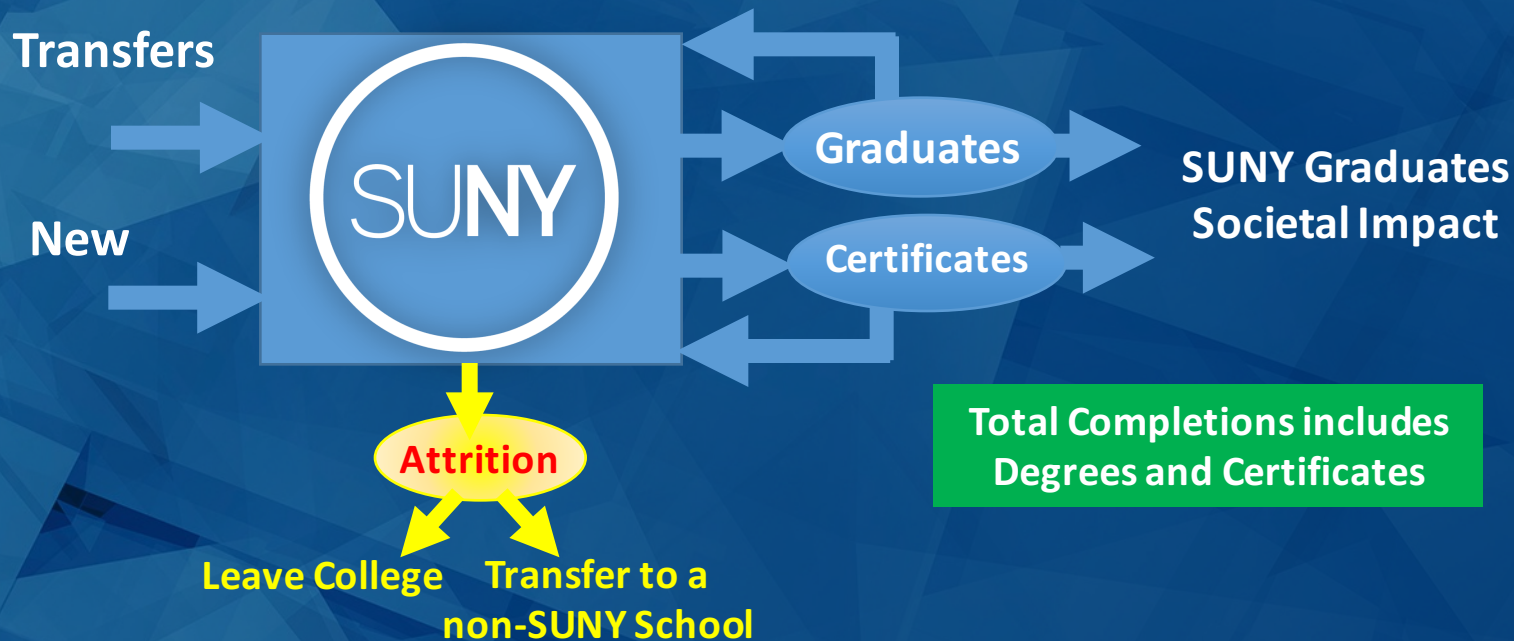 Transfers
New
SUNY
Graduates
Certificates
SUNY Graduates
Societal Impact
Total Completions includes
Degrees and Certificates
Attrition
Leave College
Transfer to a
non-SUNY School